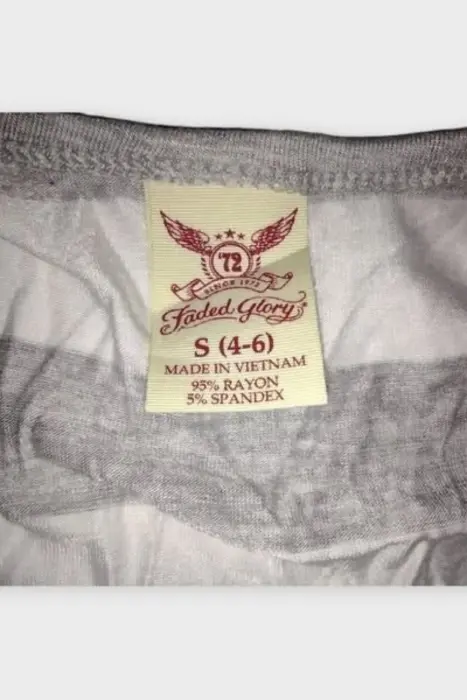 '72
SINCE 1972
Faded Glory
S (4-6)
MADE IN VIETNAM
95% RAYON
5% SPANDEX